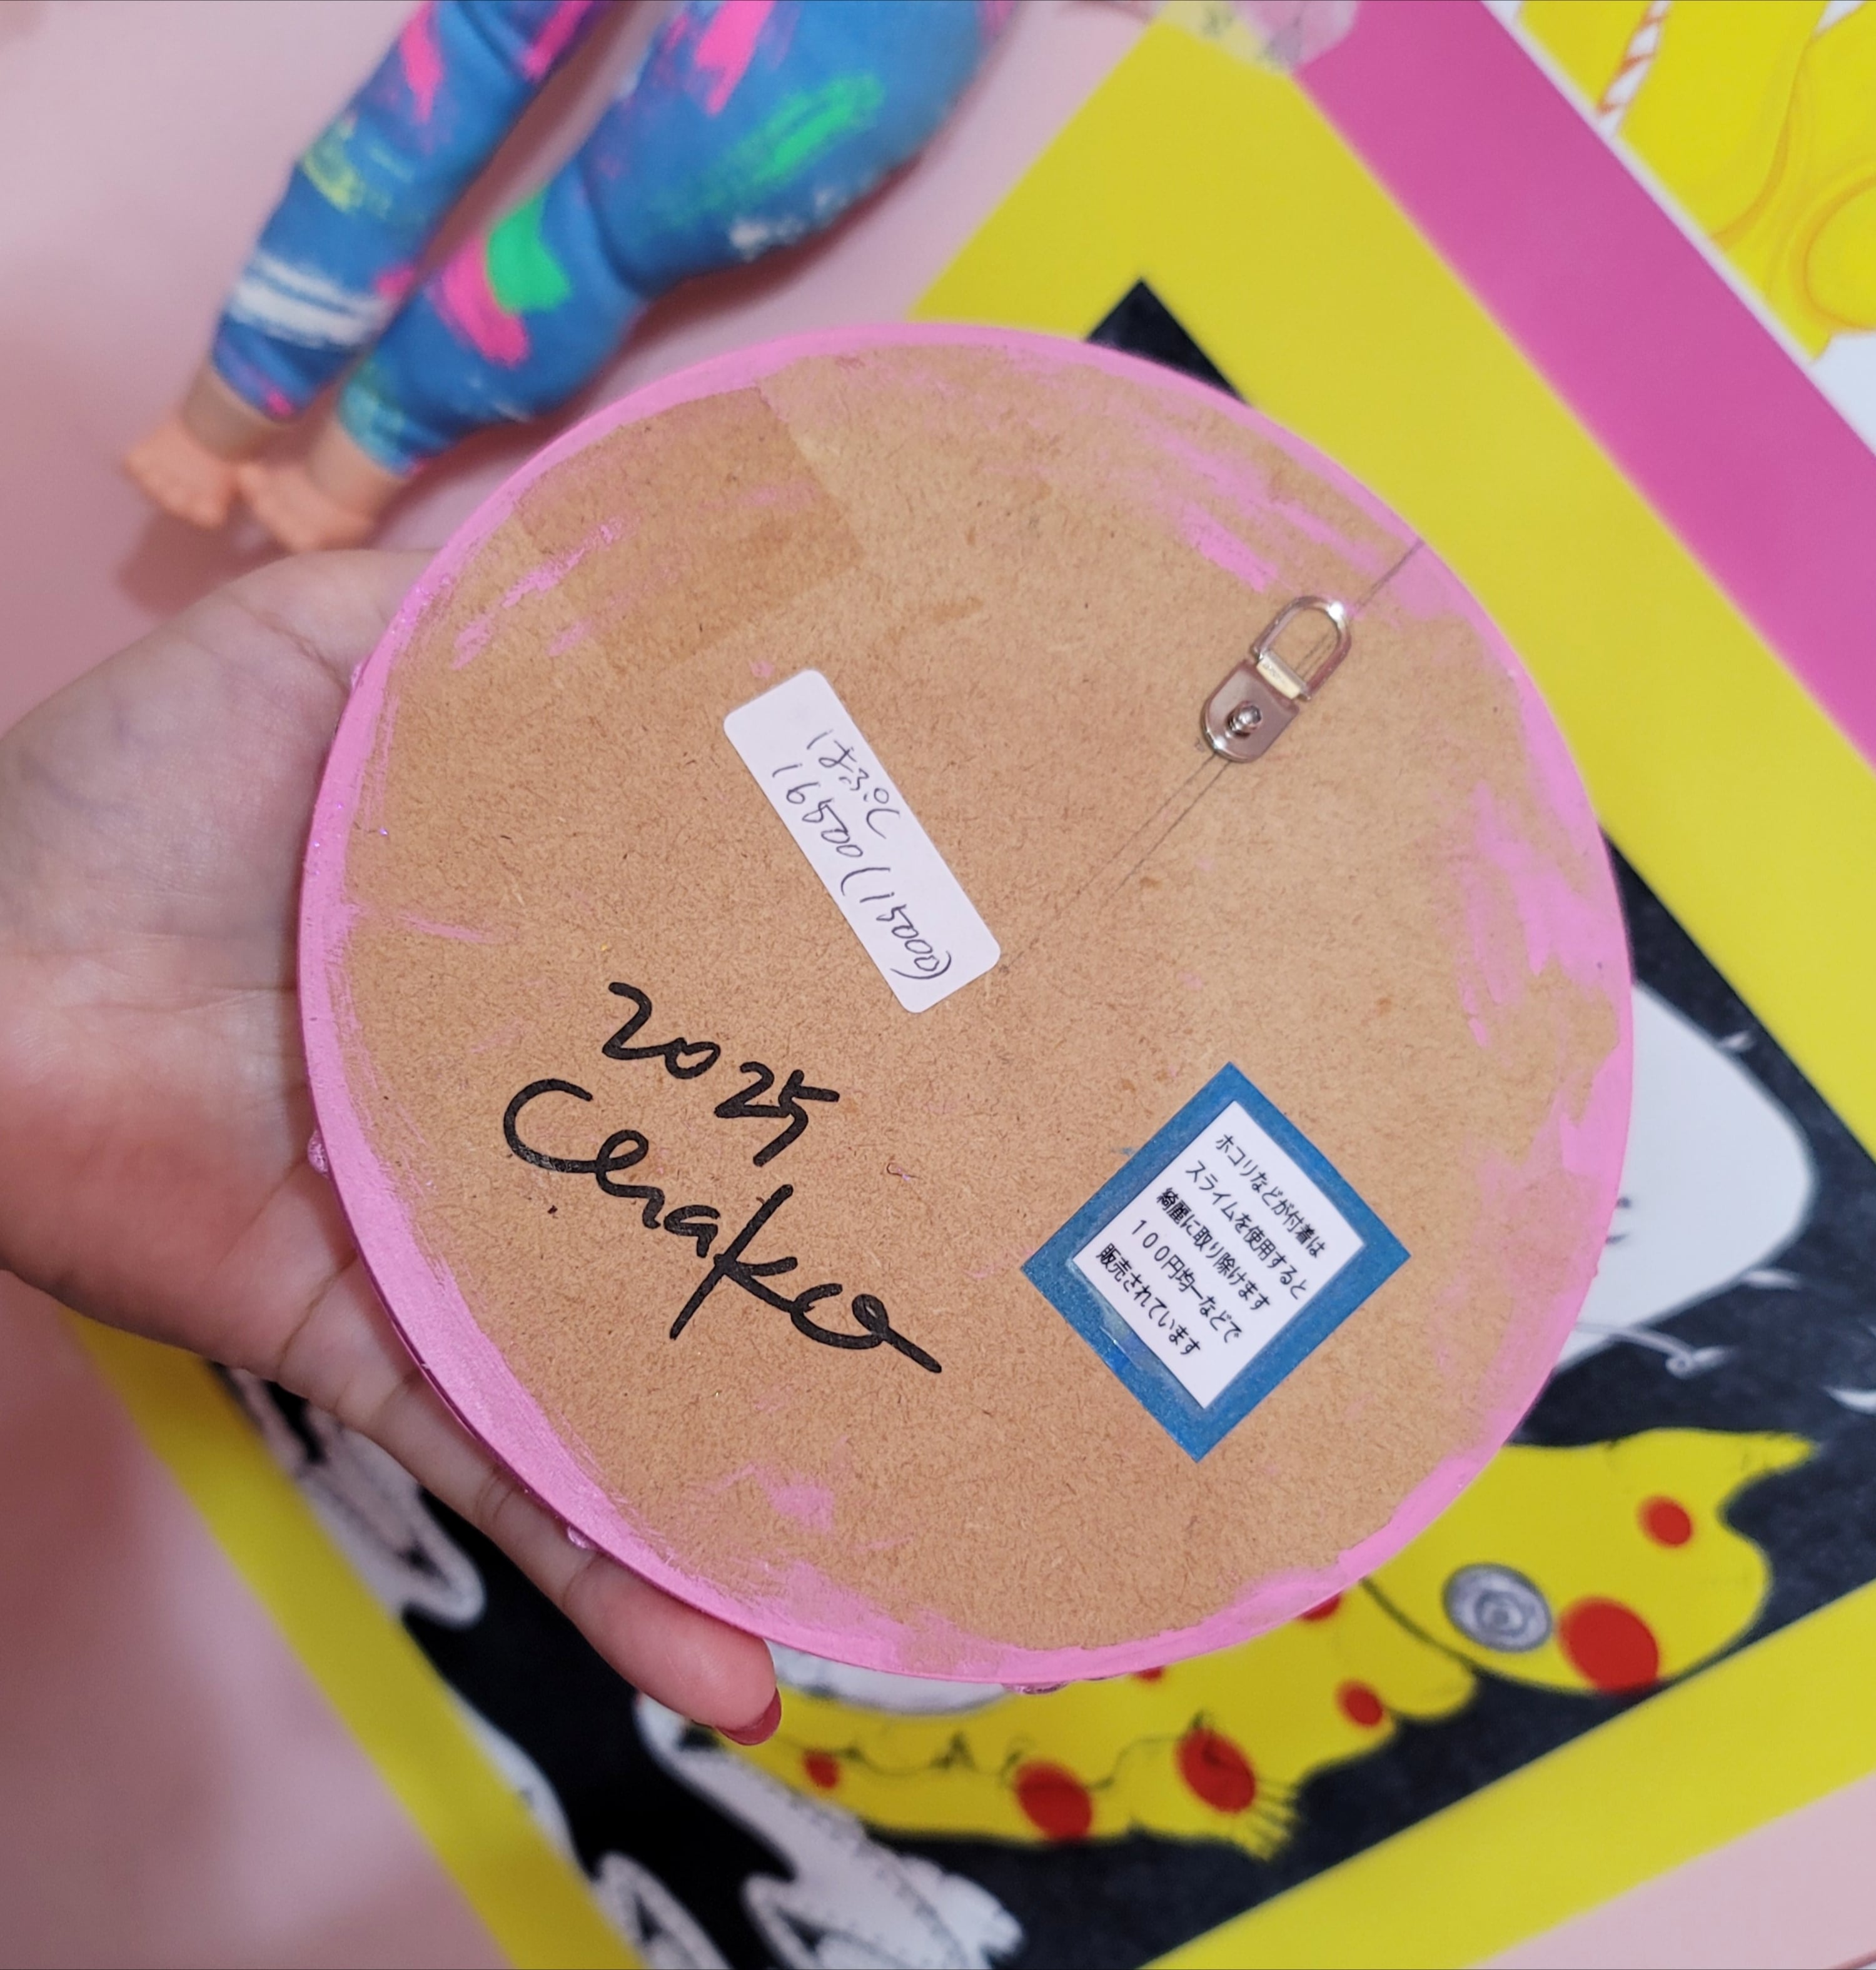 はぷし
16500(15000)
2025
Chako
ホコリなどが付着は
スライムを使用すると
綺麗に取り除けます
１００円均一などで
販売されています